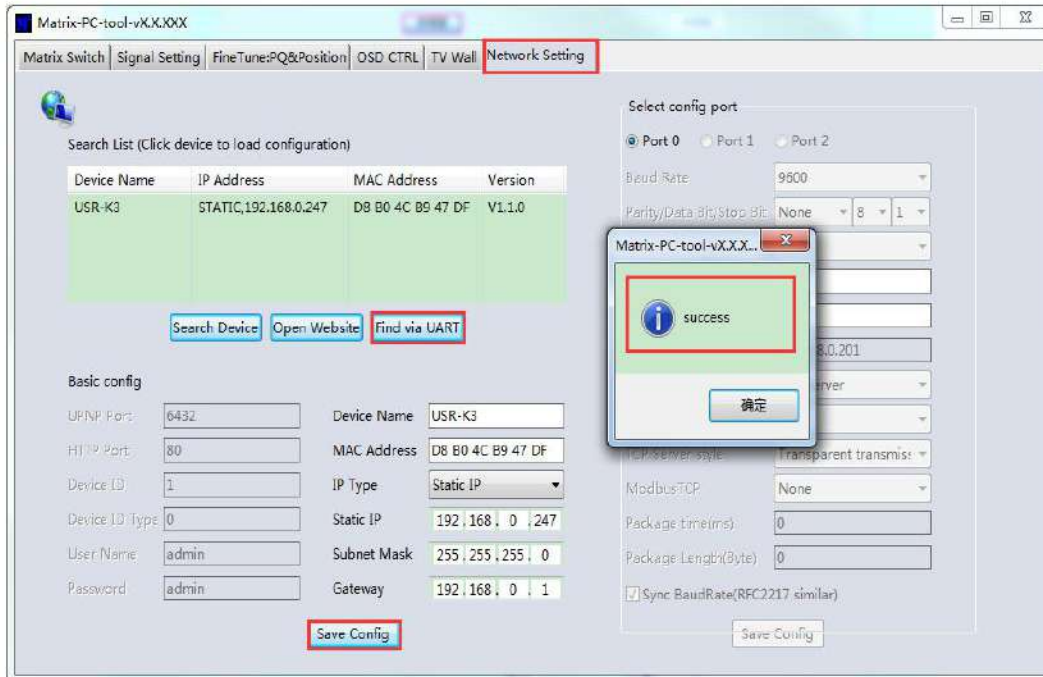 Matrix-PC-tool-vX.X.XXX
Matrix Switch Signal Setting FineTune:PQ&Position OSD CTRL TV Wall Network Setting
Search List (Click device to load configuration)
Device Name IP Address MAC Address Version
USR-K3 STATIC,192.168.0.247 D8 B0 4C B9 47 DF V1.1.0
Search Device Open Website Find via UART
Basic config
UPNP Port 6432 Device Name USR-K3
HTTP Port 80 MAC Address D8 B0 4C B9 47 DF
Device ID 1 IP Type Static IP
Device ID Type 0 Static IP 192 . 168 . 0 . 247
User Name admin Subnet Mask 255 . 255 . 255 . 0
Password admin Gateway 192 . 168 . 0 . 1
Save Config
Select config port
Port 0 Port 1 Port 2
Baud Rate 9600
Parity/Data Bit/Stop Bit None 8 1
Matrix-PC-tool-vX.X.X...
success
确定
8.0.201
erver
TCP Server style Transparent transmis
ModbusTCP None
Package time(ms) 0
Package Length(Byte) 0
Sync BaudRate(RFC2217 similar)
Save Config